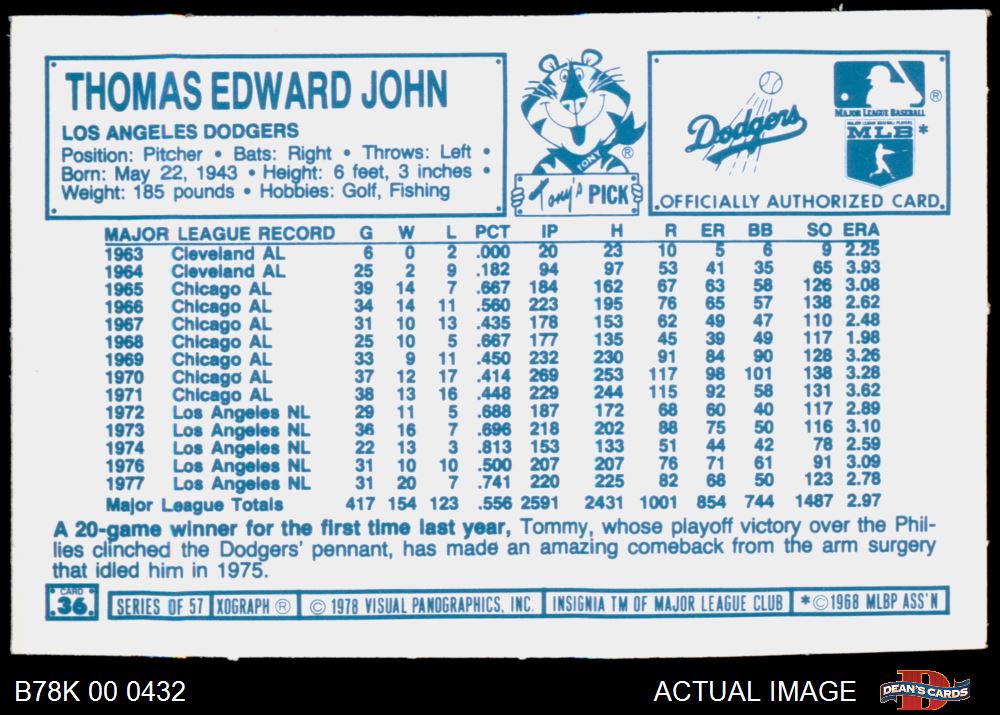 THOMAS EDWARD JOHN
LOS ANGELES DODGERS
Position: Pitcher • Bats: Right • Throws: Left •
Born: May 22, 1943 • Height: 6 feet, 3 inches •
Weight: 185 pounds • Hobbies: Golf, Fishing
TONY ®
Tony's PICK
Dodgers
®
MAJOR LEAGUE BASEBALL
MAJOR LEAGUE BASEBALL PLAYERS
MLB *
OFFICIALLY AUTHORIZED CARD
MAJOR LEAGUE RECORD G W L PCT IP H R ER BB SO ERA
1963 Cleveland AL 6 0 2 .000 20 23 10 5 6 9 2.25
1964 Cleveland AL 25 2 9 .182 94 97 53 41 35 65 3.93
1965 Chicago AL 39 14 7 .667 184 162 67 63 58 126 3.08
1966 Chicago AL 34 14 11 .560 223 195 76 65 57 138 2.62
1967 Chicago AL 31 10 13 .435 178 153 62 49 47 110 2.48
1968 Chicago AL 25 10 5 .667 177 135 45 39 49 117 1.98
1969 Chicago AL 33 9 11 .450 232 230 91 84 90 128 3.26
1970 Chicago AL 37 12 17 .414 269 253 117 98 101 138 3.28
1971 Chicago AL 38 13 16 .448 229 244 115 92 58 131 3.62
1972 Los Angeles NL 29 11 5 .688 187 172 68 60 40 117 2.89
1973 Los Angeles NL 36 16 7 .696 218 202 88 75 50 116 3.10
1974 Los Angeles NL 22 13 3 .813 153 133 51 44 42 78 2.59
1976 Los Angeles NL 31 10 10 .500 207 207 76 71 61 91 3.09
1977 Los Angeles NL 31 20 7 .741 220 225 82 68 50 123 2.78
Major League Totals 417 154 123 .556 2591 2431 1001 854 744 1487 2.97
A 20-game winner for the first time last year, Tommy, whose playoff victory over the Phil-
lies clinched the Dodgers' pennant, has made an amazing comeback from the arm surgery
that idled him in 1975.
CARD
36 SERIES OF 57 XOGRAPH ® © 1978 VISUAL PANOGRAPHICS, INC. INSIGNIA TM OF MAJOR LEAGUE CLUB *©1968 MLBP ASS'N
B78K 00 0432 ACTUAL IMAGE D DEAN'S CARDS